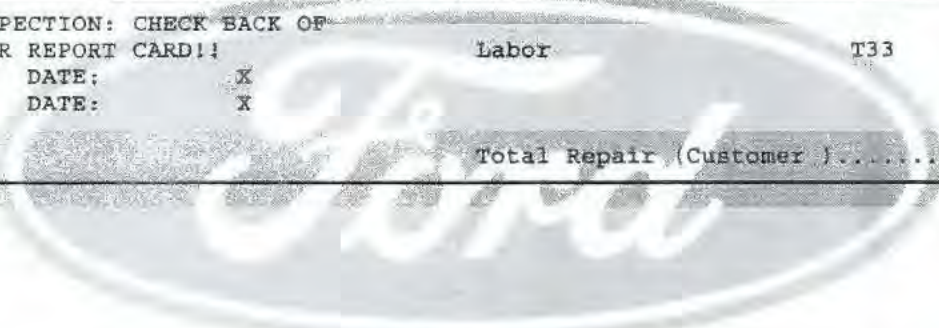 PECTION: CHECK BACK OF
R REPORT CARD!! Labor T33
DATE: X
DATE: X
Total Repair (Customer ).......
Ford